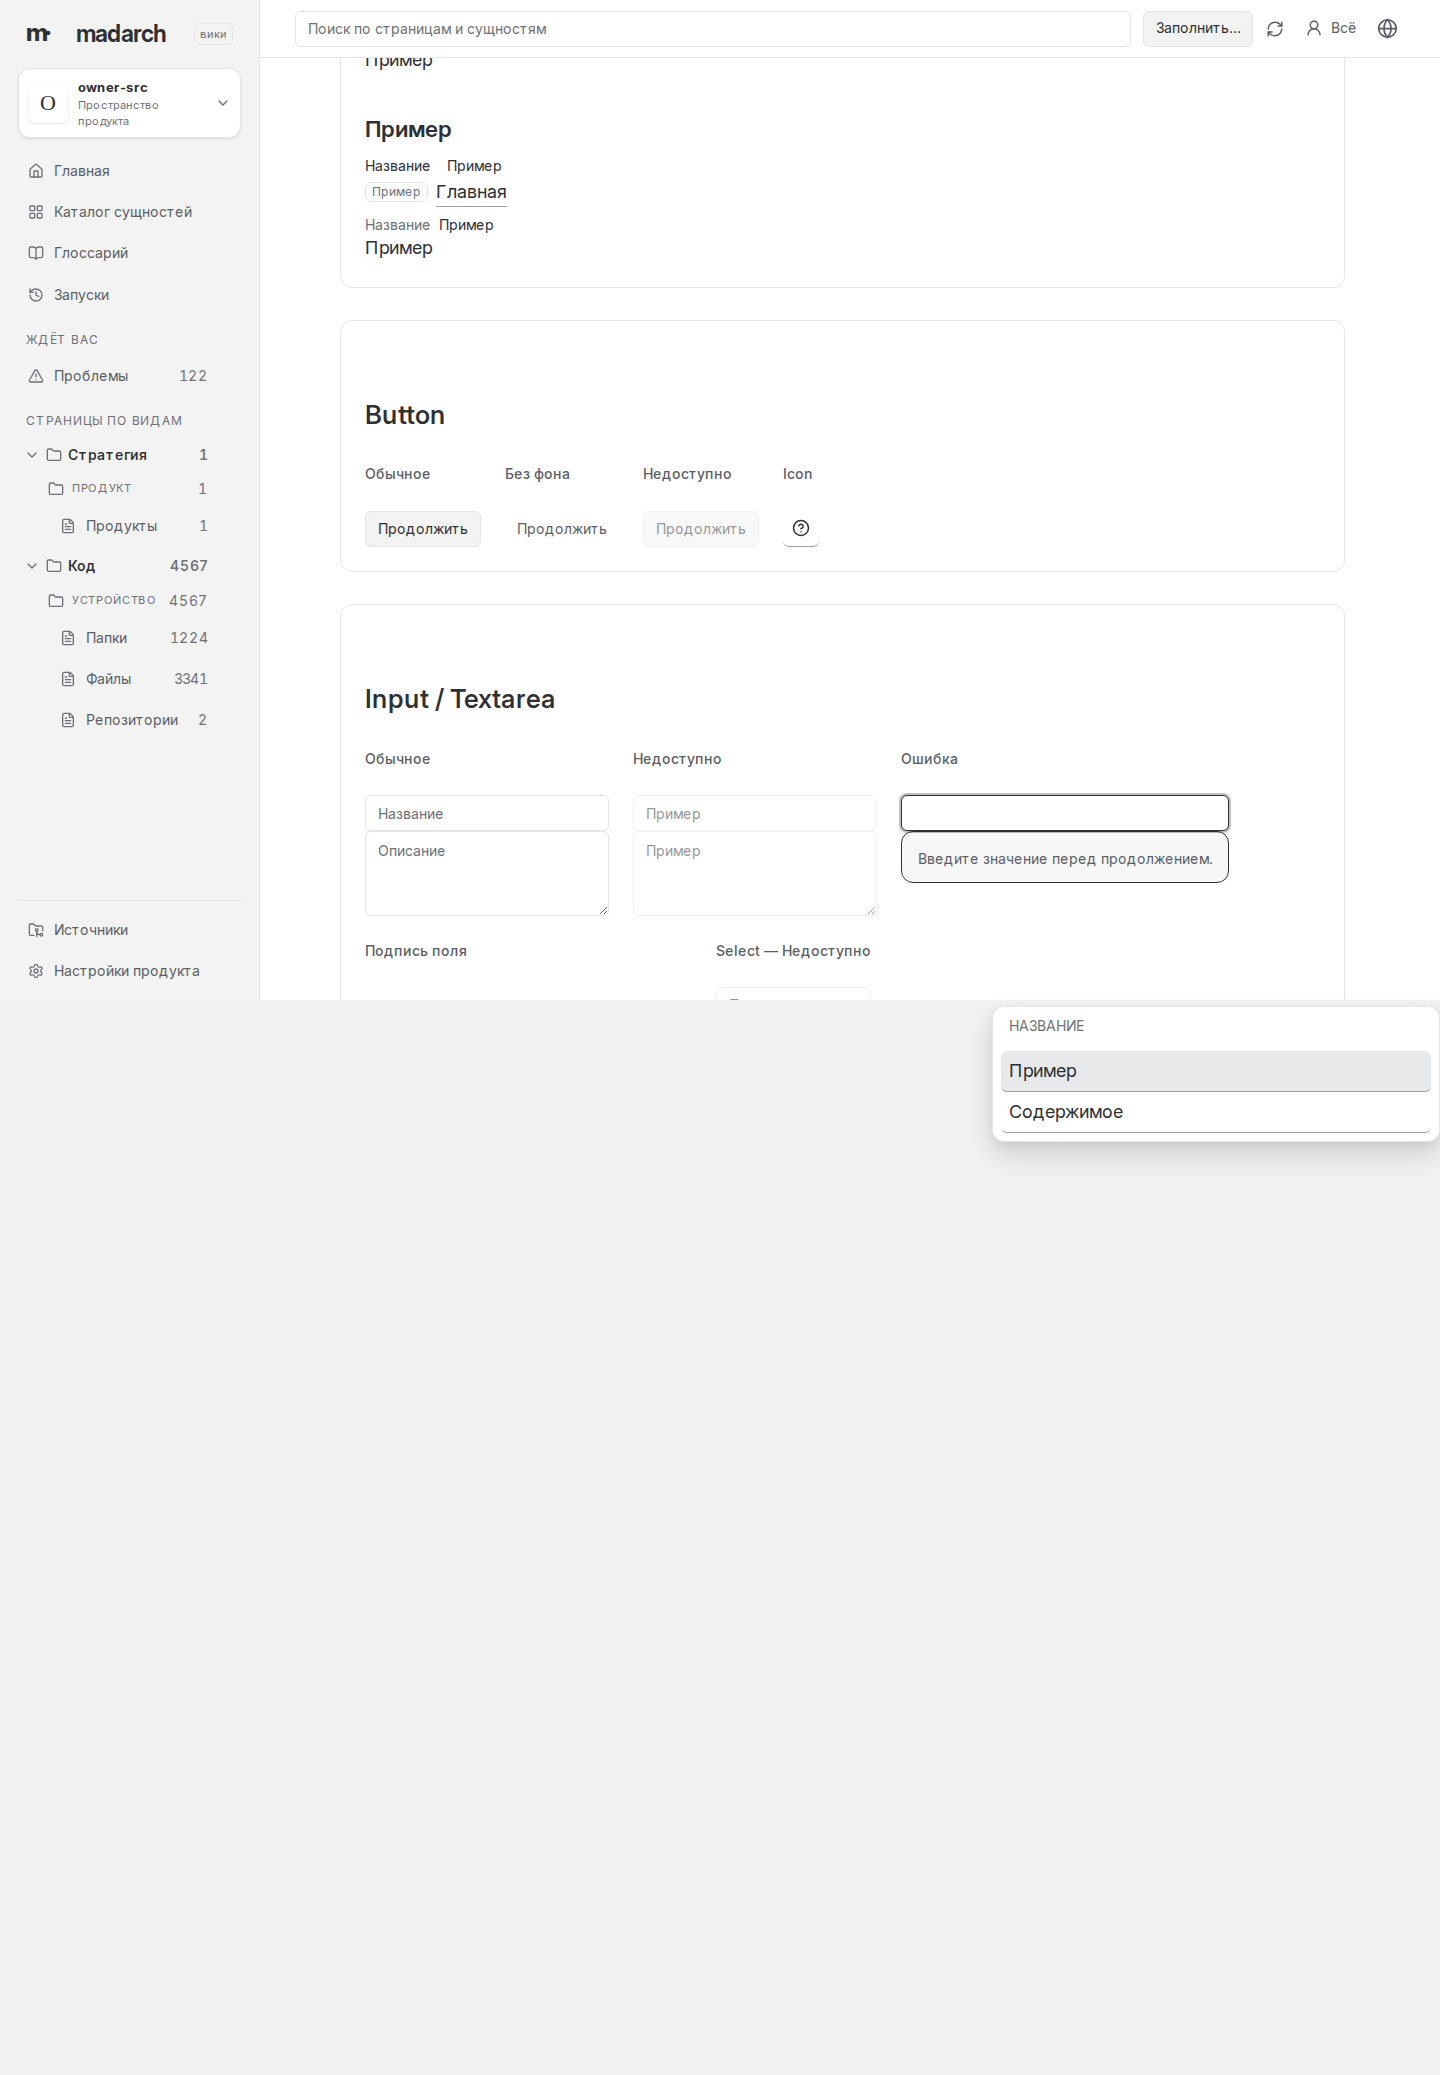 m·
madarch
вики
O
owner-src
Пространство
продукта
Главная
Каталог сущностей
Глоссарий
Запуски
ЖДЁТ ВАС
Проблемы 122
СТРАНИЦЫ ПО ВИДАМ
Стратегия 1
ПРОДУКТ 1
Продукты 1
Код 4567
УСТРОЙСТВО 4567
Папки 1224
Файлы 3341
Репозитории 2
Источники
Настройки продукта
Поиск по страницам и сущностям
Заполнить...
Всё
Пример
Пример
Название Пример
Пример Главная
Название Пример
Пример
Button
Обычное Без фона Недоступно Icon
Продолжить Продолжить Продолжить
Input / Textarea
Обычное Недоступно Ошибка
Название Пример
Описание Пример Введите значение перед продолжением.
Подпись поля Select — Недоступно
НАЗВАНИЕ
Пример
Содержимое